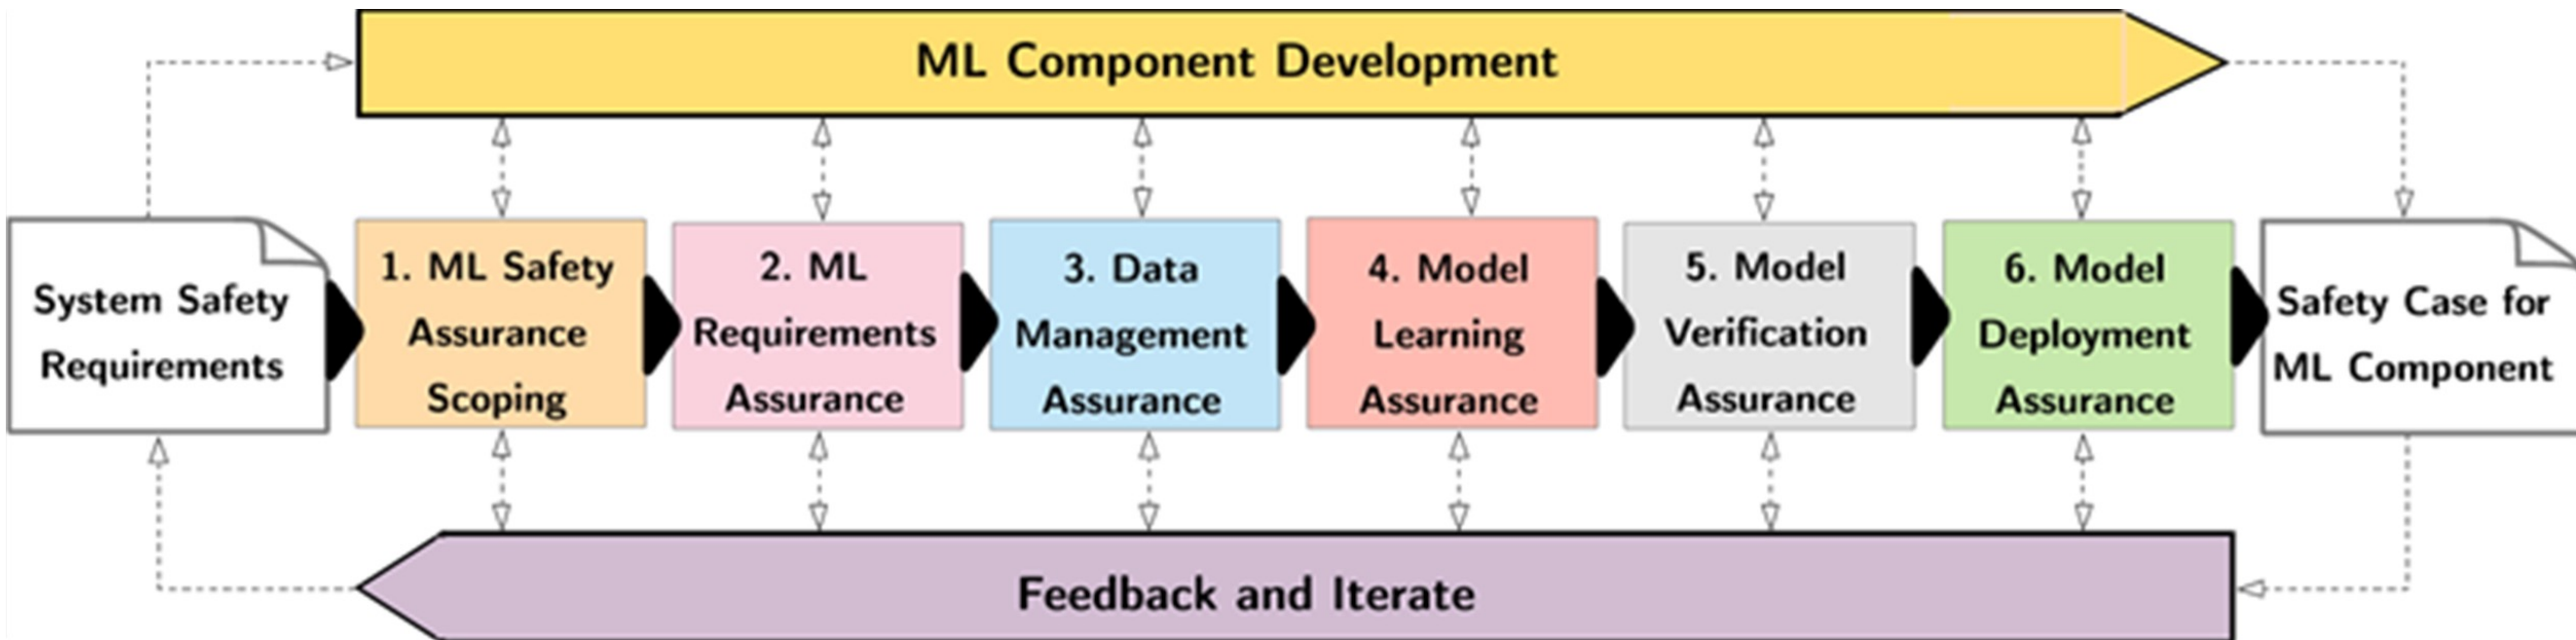 ML Component Development
System Safety
Requirements
1. ML Safety
Assurance
Scoping
2. ML
Requirements
Assurance
3. Data
Management
Assurance
4. Model
Learning
Assurance
5. Model
Verification
Assurance
6. Model
Deployment
Assurance
Safety Case for
ML Component
Feedback and Iterate